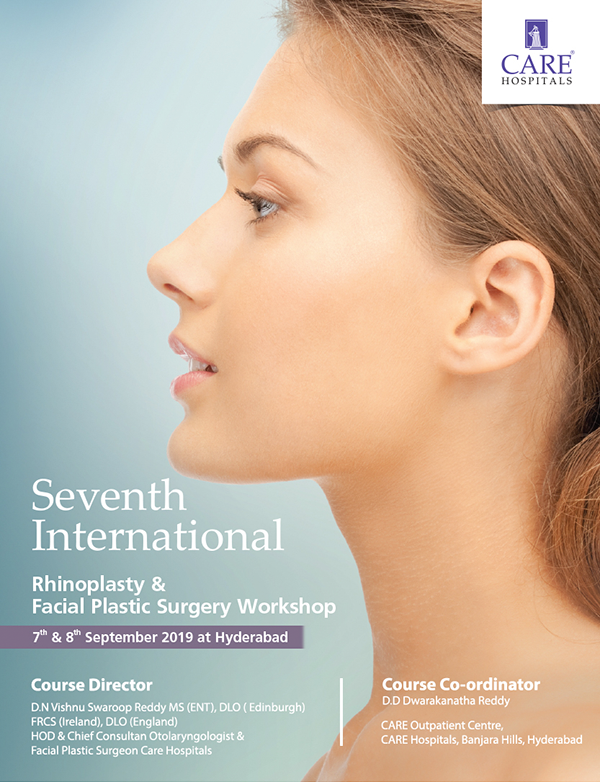 CARE®
HOSPITALS
Seventh
International
Rhinoplasty &
Facial Plastic Surgery Workshop
7th & 8th September 2019 at Hyderabad
Course Director
D.N Vishnu Swaroop Reddy MS (ENT), DLO ( Edinburgh)
FRCS (Ireland), DLO (England)
HOD & Chief Consultan Otolaryngologist &
Facial Plastic Surgeon Care Hospitals
Course Co-ordinator
D.D Dwarakanatha Reddy
CARE Outpatient Centre,
CARE Hospitals, Banjara Hills, Hyderabad